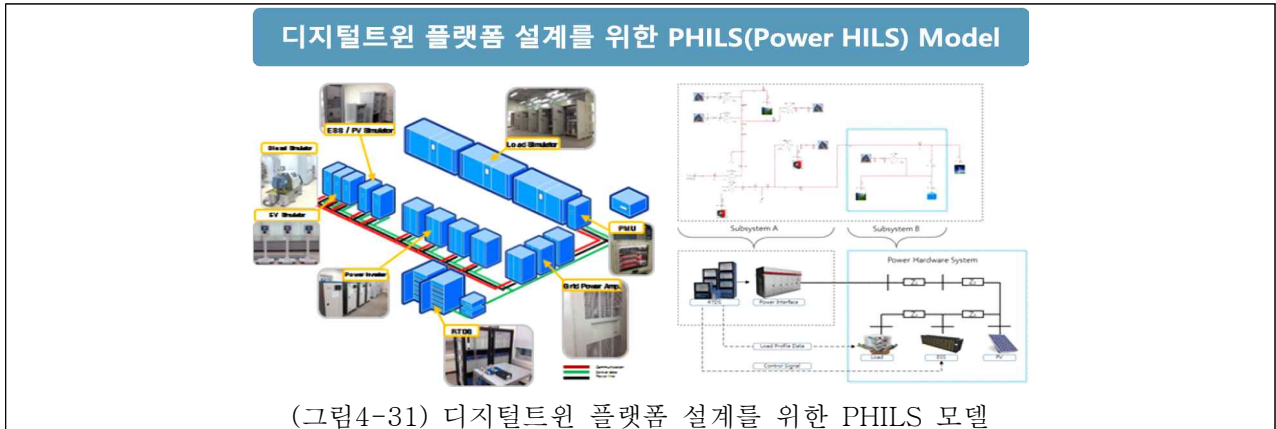 디지털트윈 플랫폼 설계를 위한 PHILS(Power HILS) Model
ESS / PV Simulator
Load Simulator
Diesel Simulator
EV Simulator
PMU
Power Inverter
Grid Power Amp.
RTDS
Communication
Power line
Subsystem A
Subsystem B
Power Hardware System
RTDS
Power Interface
Load Profile Data
Control Signal
Load
ESS
PV
(그림4-31) 디지털트윈 플랫폼 설계를 위한 PHILS 모델